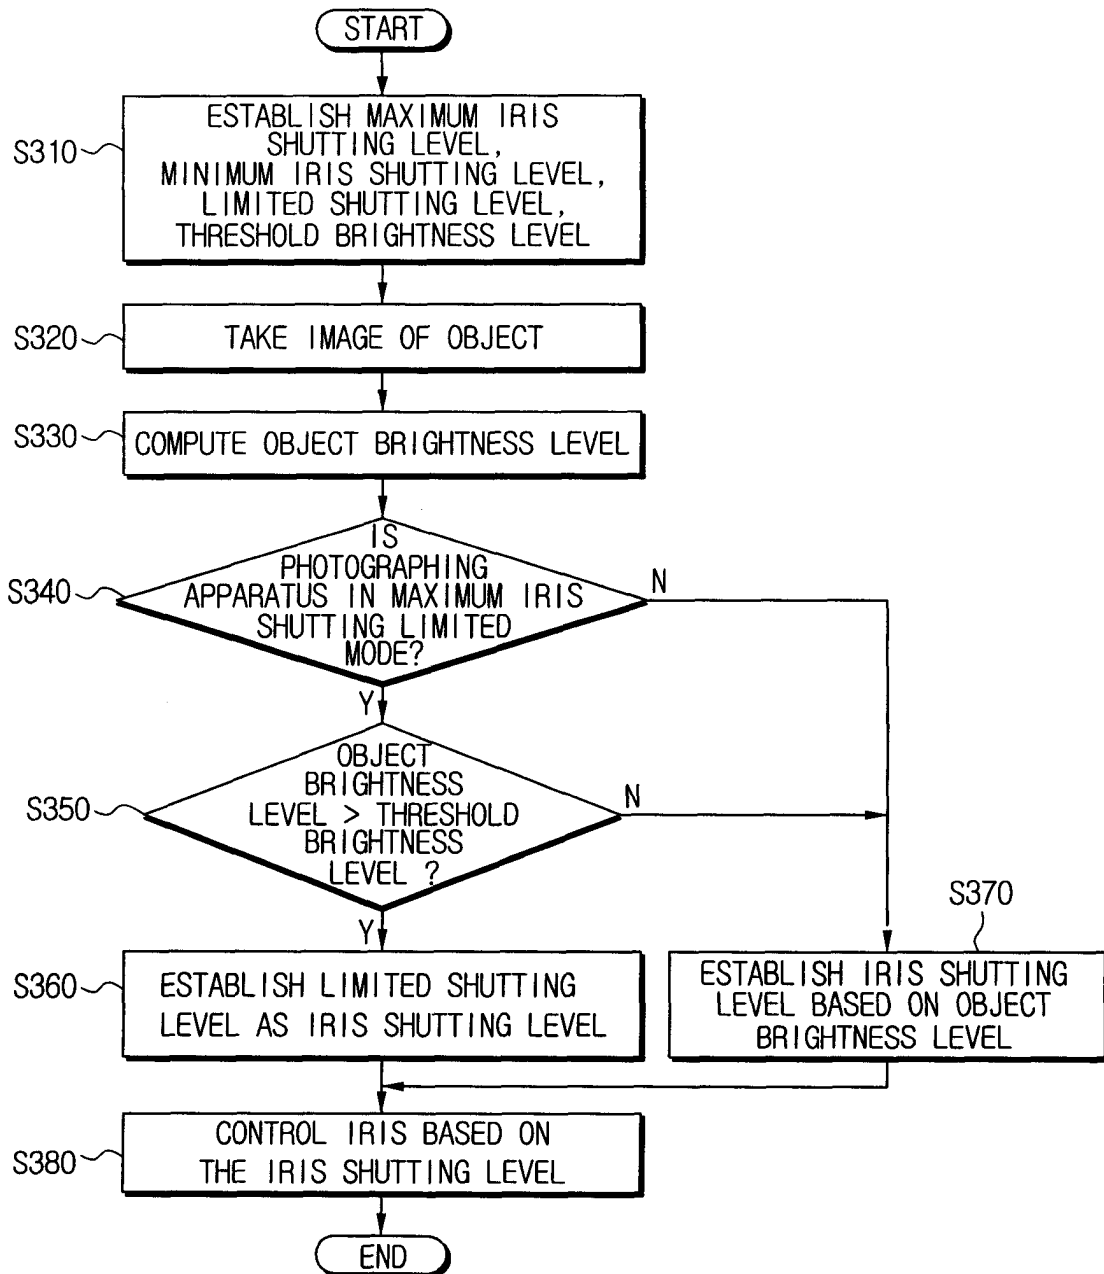 START
S310
ESTABLISH MAXIMUM IRIS
SHUTTING LEVEL,
MINIMUM IRIS SHUTTING LEVEL,
LIMITED SHUTTING LEVEL,
THRESHOLD BRIGHTNESS LEVEL
S320
TAKE IMAGE OF OBJECT
S330
COMPUTE OBJECT BRIGHTNESS LEVEL
S340
IS
PHOTOGRAPHING
APPARATUS IN MAXIMUM IRIS
SHUTTING LIMITED
MODE?
N
Y
S350
OBJECT
BRIGHTNESS
LEVEL > THRESHOLD
BRIGHTNESS
LEVEL ?
N
Y
S360
ESTABLISH LIMITED SHUTTING
LEVEL AS IRIS SHUTTING LEVEL
S370
ESTABLISH IRIS SHUTTING
LEVEL BASED ON OBJECT
BRIGHTNESS LEVEL
S380
CONTROL IRIS BASED ON
THE IRIS SHUTTING LEVEL
END